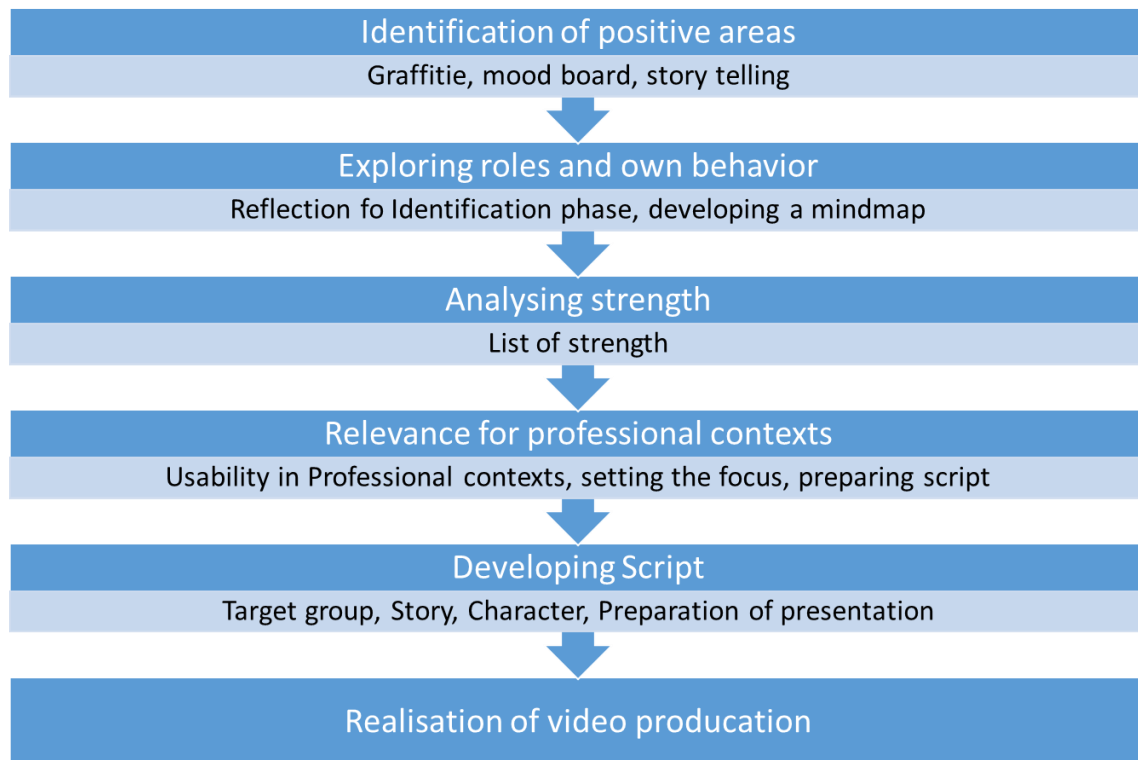 Identification of positive areas
Graffitie, mood board, story telling
Exploring roles and own behavior
Reflection fo Identification phase, developing a mindmap
Analysing strength
List of strength
Relevance for professional contexts
Usability in Professional contexts, setting the focus, preparing script
Developing Script
Target group, Story, Character, Preparation of presentation
Realisation of video producation